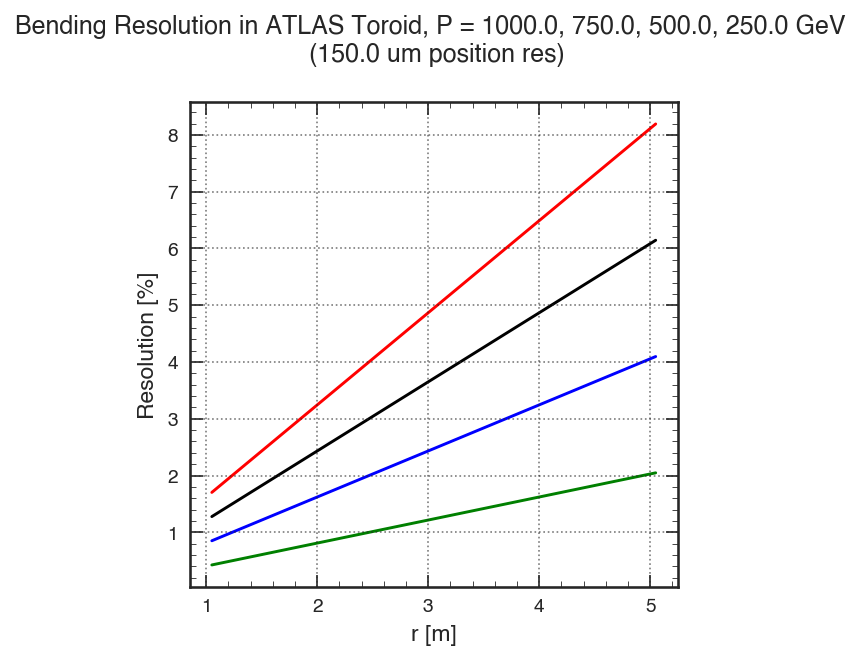 Bending Resolution in ATLAS Toroid, P = 1000.0, 750.0, 500.0, 250.0 GeV
(150.0 um position res)
8
7
6
5
4
3
2
1
Resolution [%]
1 2 3 4 5
r [m]